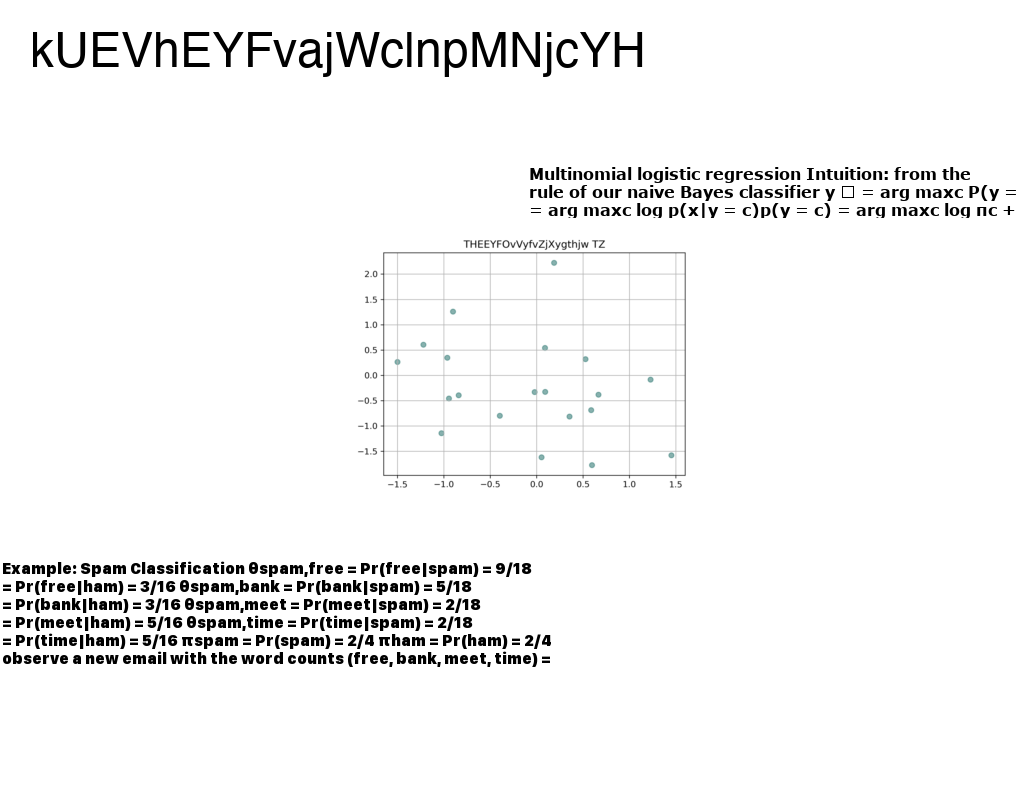 kUEVhEYFvajWclnpMNjcYH
Multinomial logistic regression Intuition: from the
rule of our naive Bayes classifier y □ = arg maxc P(y =
= arg maxc log p(x|y = c)p(y = c) = arg maxc log πc +
THEEYFOvVyfvZjXygthjw TZ
2.0
1.5
1.0
0.5
0.0
−0.5
−1.0
−1.5
−1.5 −1.0 −0.5 0.0 0.5 1.0 1.5
Example: Spam Classification θspam,free = Pr(free|spam) = 9/18
= Pr(free|ham) = 3/16 θspam,bank = Pr(bank|spam) = 5/18
= Pr(bank|ham) = 3/16 θspam,meet = Pr(meet|spam) = 2/18
= Pr(meet|ham) = 5/16 θspam,time = Pr(time|spam) = 2/18
= Pr(time|ham) = 5/16 πspam = Pr(spam) = 2/4 πham = Pr(ham) = 2/4
observe a new email with the word counts (free, bank, meet, time) =